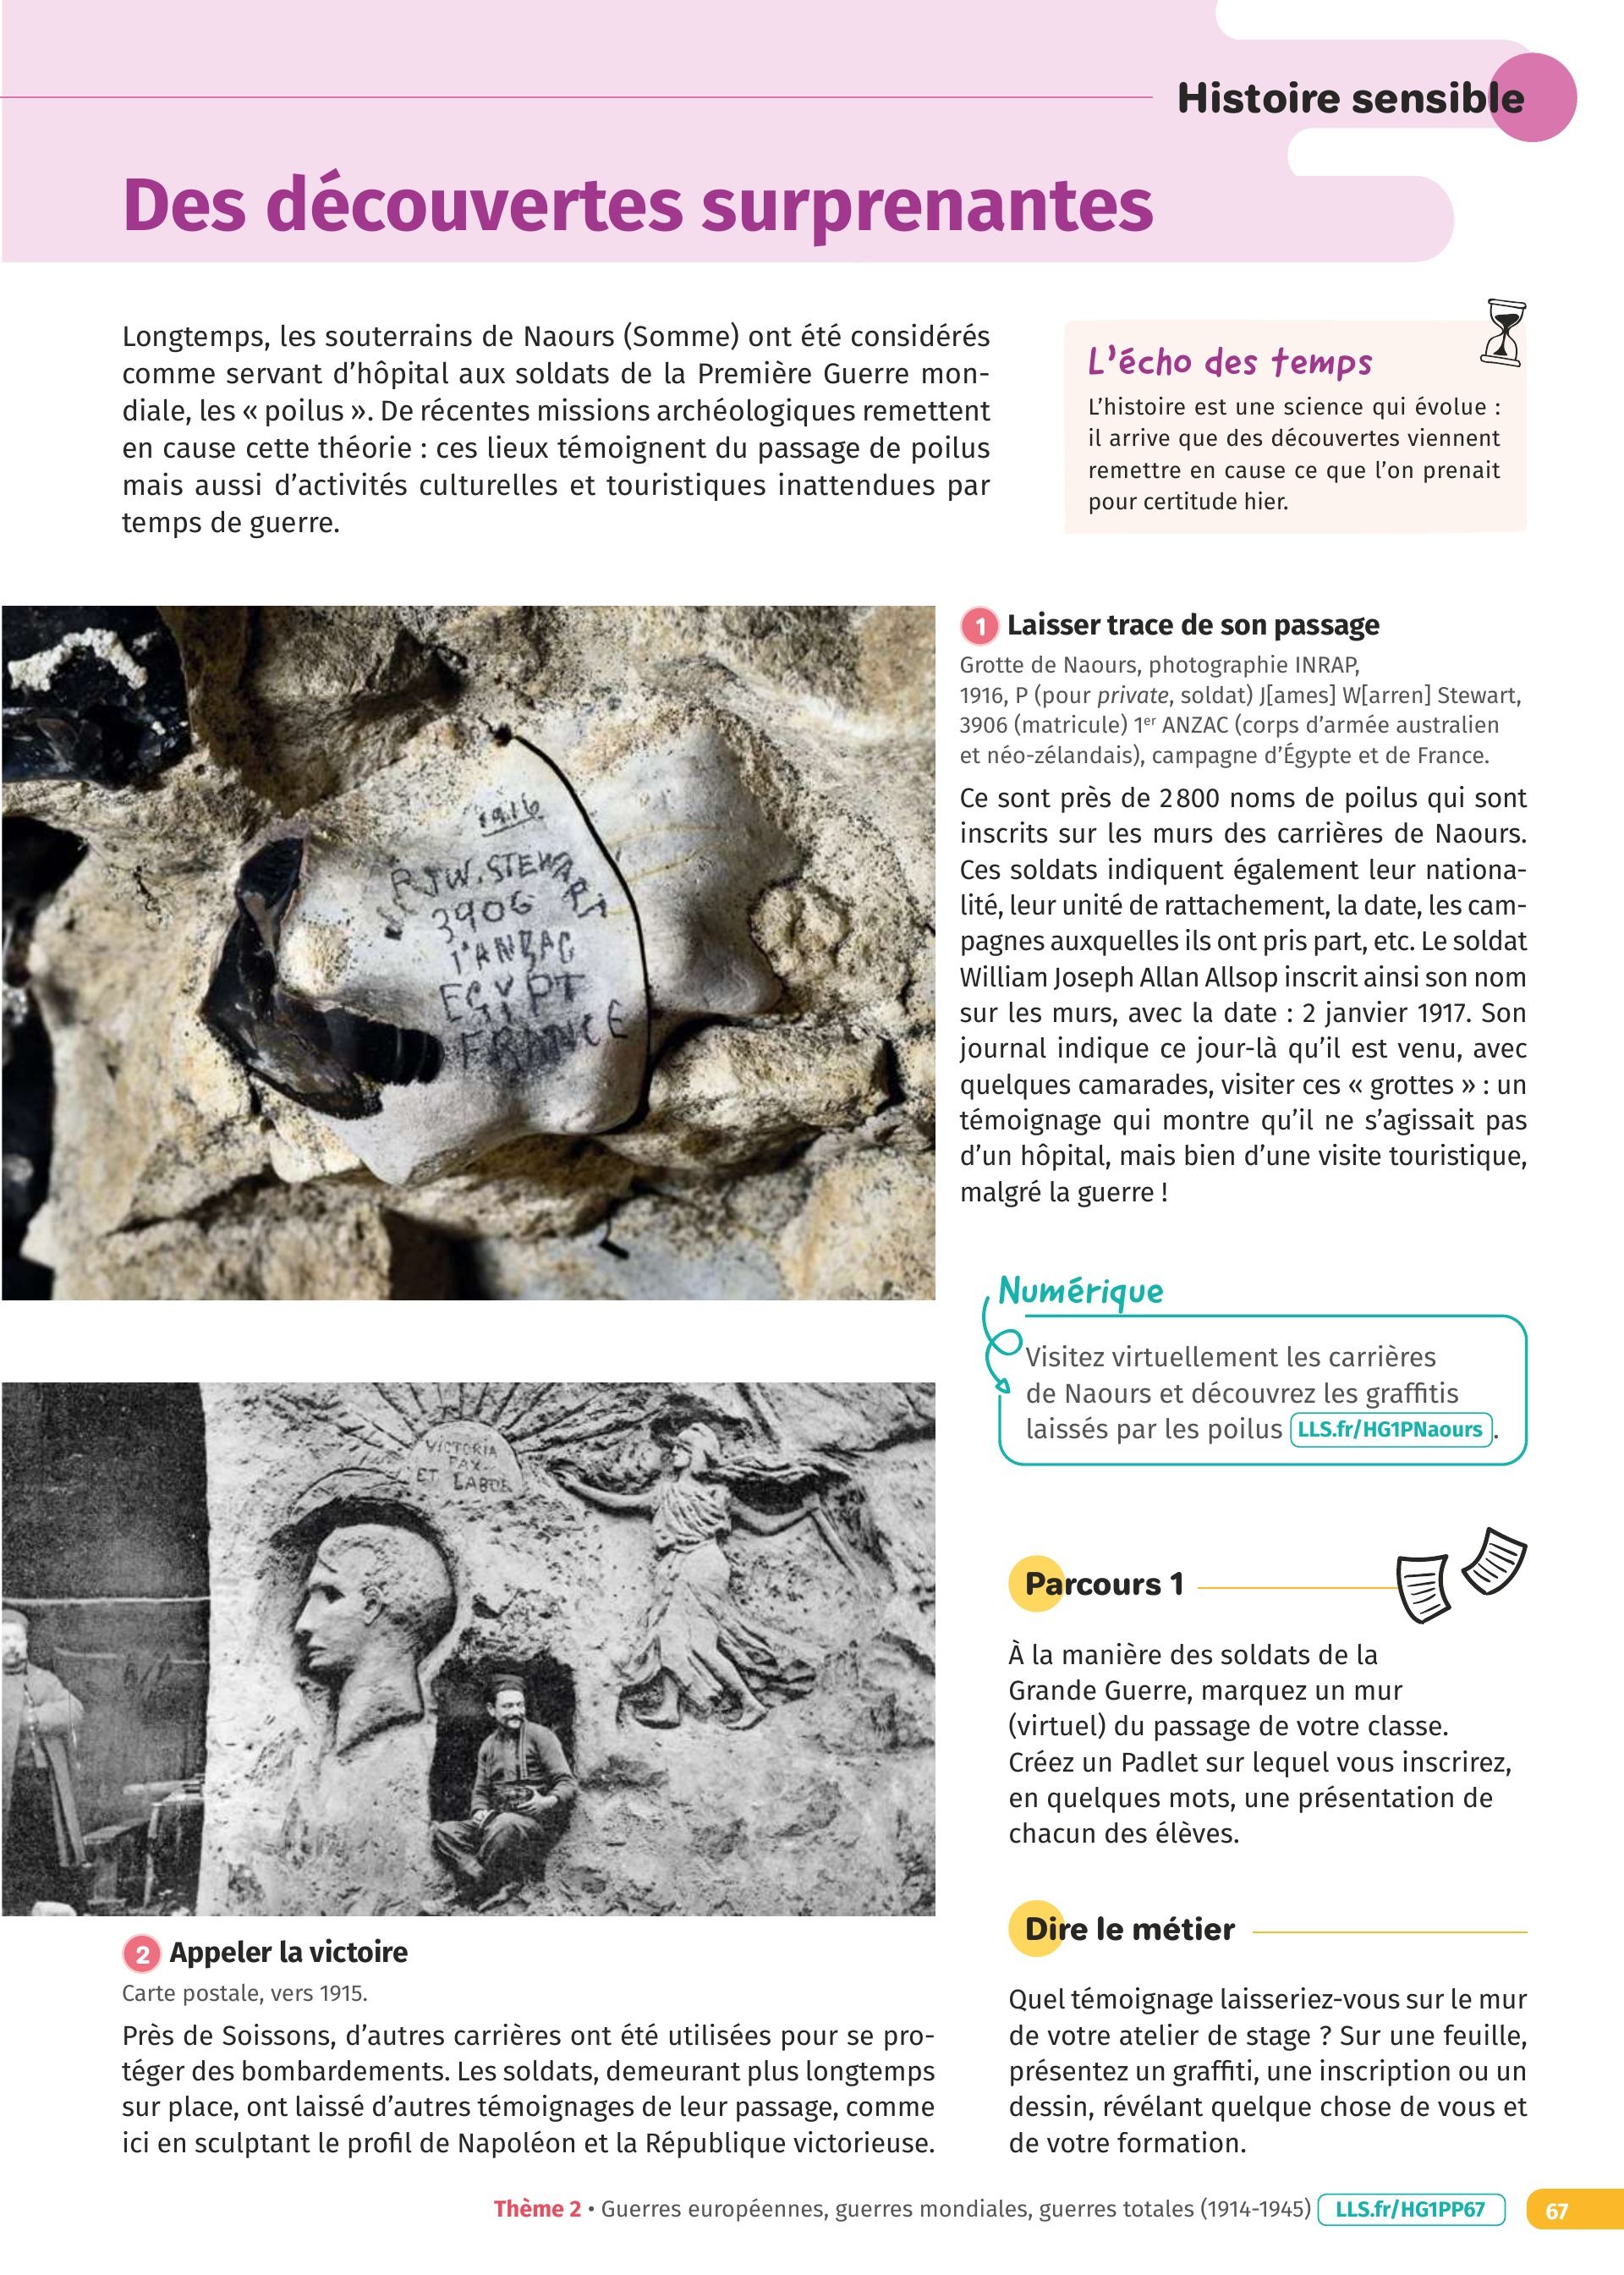 Histoire sensible
Des découvertes surprenantes
Longtemps, les souterrains de Naours (Somme) ont été considérés
comme servant d’hôpital aux soldats de la Première Guerre mon-
diale, les « poilus ». De récentes missions archéologiques remettent
en cause cette théorie : ces lieux témoignent du passage de poilus
mais aussi d’activités culturelles et touristiques inattendues par
temps de guerre.
L’écho des temps
L’histoire est une science qui évolue :
il arrive que des découvertes viennent
remettre en cause ce que l’on prenait
pour certitude hier.
1916
P JW. STEWART
3906
1er ANZAC
EGYPT
FRANCE
1 Laisser trace de son passage
Grotte de Naours, photographie INRAP,
1916, P (pour private, soldat) J[ames] W[arren] Stewart,
3906 (matricule) 1er ANZAC (corps d’armée australien
et néo-zélandais), campagne d’Égypte et de France.
Ce sont près de 2 800 noms de poilus qui sont
inscrits sur les murs des carrières de Naours.
Ces soldats indiquent également leur nationa-
lité, leur unité de rattachement, la date, les cam-
pagnes auxquelles ils ont pris part, etc. Le soldat
William Joseph Allan Allsop inscrit ainsi son nom
sur les murs, avec la date : 2 janvier 1917. Son
journal indique ce jour-là qu’il est venu, avec
quelques camarades, visiter ces « grottes » : un
témoignage qui montre qu’il ne s’agissait pas
d’un hôpital, mais bien d’une visite touristique,
malgré la guerre !
Numérique
Visitez virtuellement les carrières
de Naours et découvrez les graffitis
laissés par les poilus LLS.fr/HG1PNaours.
VICTORIA
PAX
ET LABOR
2 Appeler la victoire
Carte postale, vers 1915.
Près de Soissons, d’autres carrières ont été utilisées pour se pro-
téger des bombardements. Les soldats, demeurant plus longtemps
sur place, ont laissé d’autres témoignages de leur passage, comme
ici en sculptant le profil de Napoléon et la République victorieuse.
Parcours 1
À la manière des soldats de la
Grande Guerre, marquez un mur
(virtuel) du passage de votre classe.
Créez un Padlet sur lequel vous inscrirez,
en quelques mots, une présentation de
chacun des élèves.
Dire le métier
Quel témoignage laisseriez-vous sur le mur
de votre atelier de stage ? Sur une feuille,
présentez un graffiti, une inscription ou un
dessin, révélant quelque chose de vous et
de votre formation.
Thème 2 • Guerres européennes, guerres mondiales, guerres totales (1914-1945) LLS.fr/HG1PP67
67